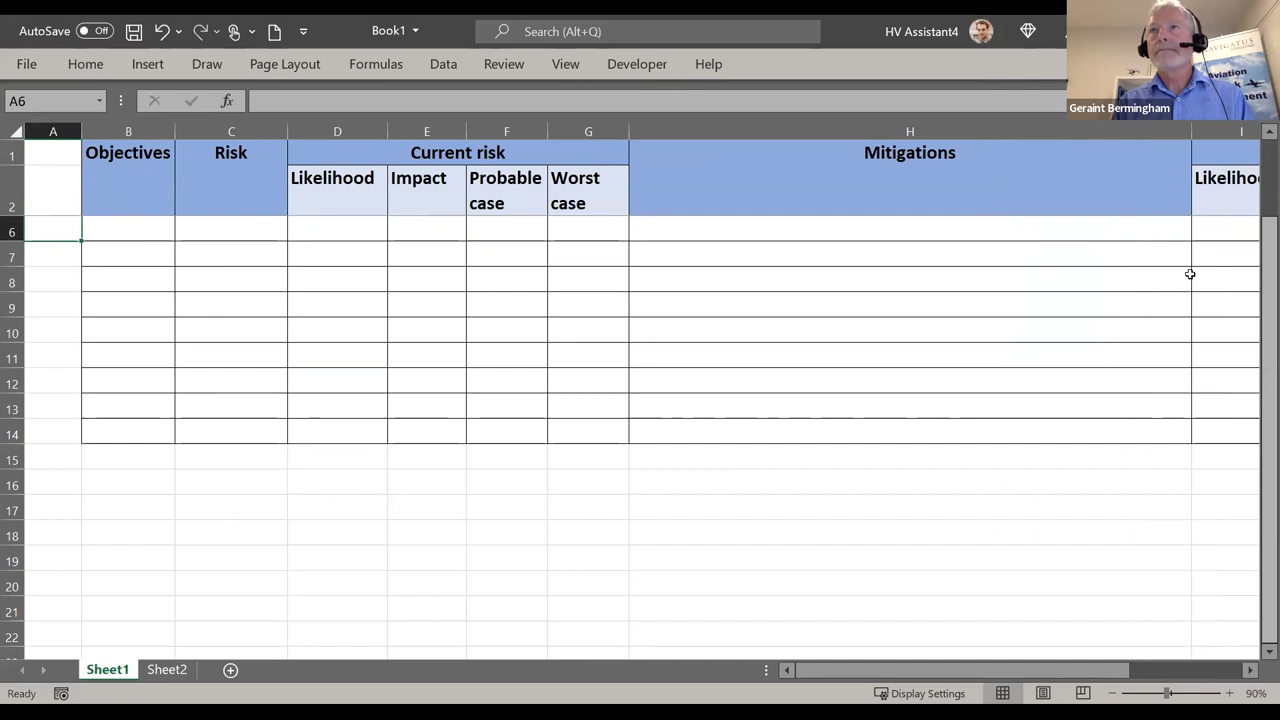 AutoSave Off Book1 Search (Alt+Q) HV Assistant4
File Home Insert Draw Page Layout Formulas Data Review View Developer Help
NAVIGATUS
Aviation
Geraint Bermingham
A6 fx
A B C D E F G H I
1 Objectives Risk Current risk Mitigations
2 Likelihood Impact Probable case Worst case Likeliho
6
7
8
9
10
11
12
13
14
15
16
17
18
19
20
21
22
Sheet1 Sheet2
Ready Display Settings 90%